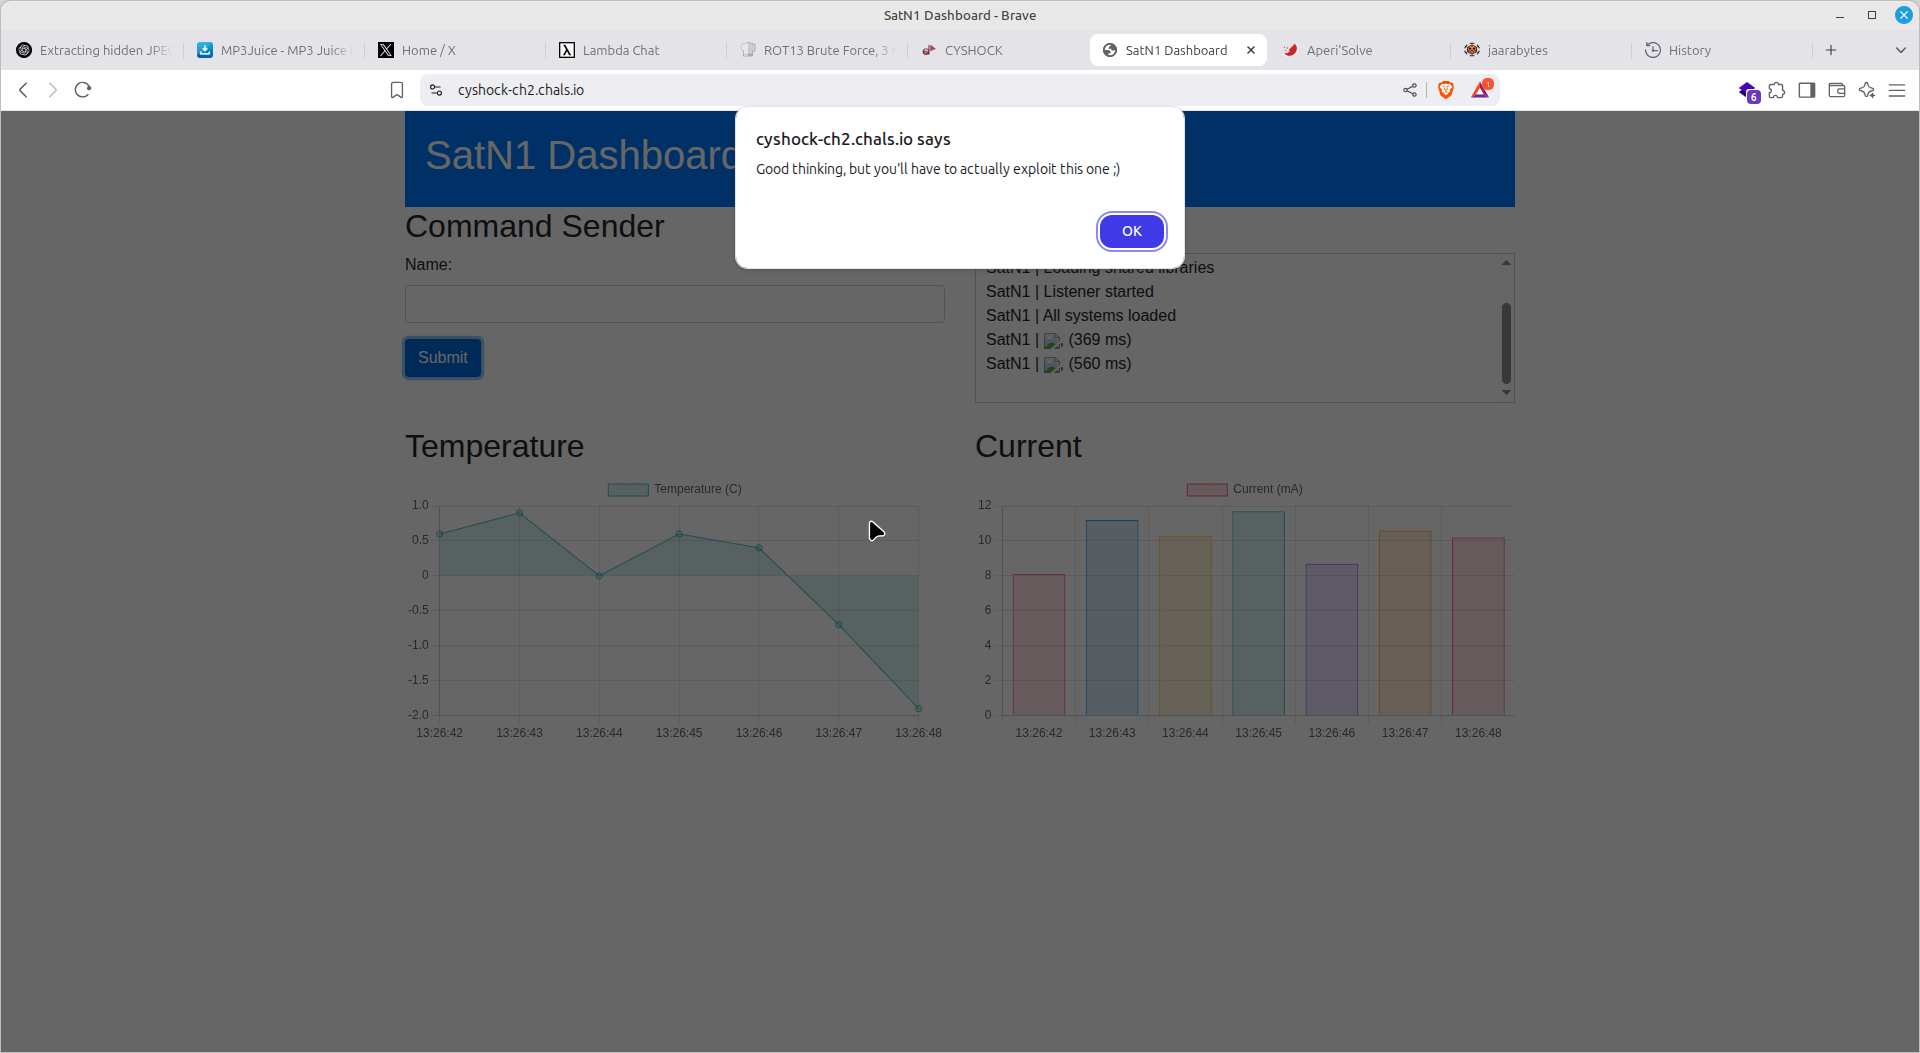 SatN1 Dashboard - Brave
Extracting hidden JPE
MP3Juice - MP3 Juice
Home / X
Lambda Chat
ROT13 Brute Force, 3
CYSHOCK
SatN1 Dashboard
Aperi'Solve
jaarabytes
History
cyshock-ch2.chals.io
1
6
cyshock-ch2.chals.io says
Good thinking, but you'll have to actually exploit this one ;)
OK
SatN1 Dashboard
Command Sender
Name:
Submit
SatN1 | Loading shared libraries
SatN1 | Listener started
SatN1 | All systems loaded
SatN1 | , (369 ms)
SatN1 | , (560 ms)
Temperature
Temperature (C)
1.0
0.5
0
-0.5
-1.0
-1.5
-2.0
13:26:42 13:26:43 13:26:44 13:26:45 13:26:46 13:26:47 13:26:48
Current
Current (mA)
12
10
8
6
4
2
0
13:26:42 13:26:43 13:26:44 13:26:45 13:26:46 13:26:47 13:26:48